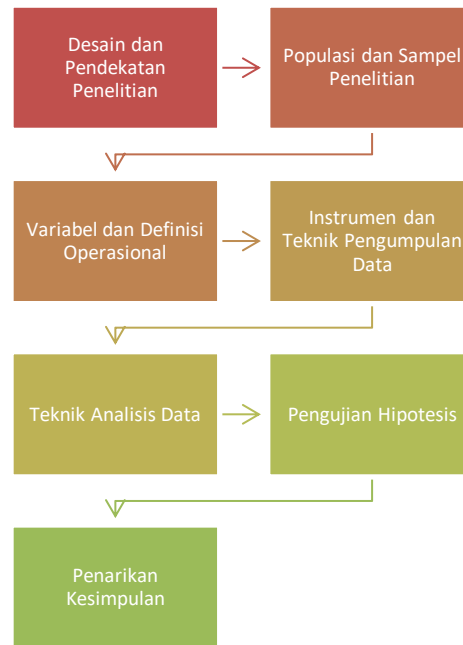 Desain dan
Pendekatan
Penelitian
Populasi dan Sampel
Penelitian
Variabel dan Definisi
Operasional
Instrumen dan
Teknik Pengumpulan
Data
Teknik Analisis Data
Pengujian Hipotesis
Penarikan
Kesimpulan